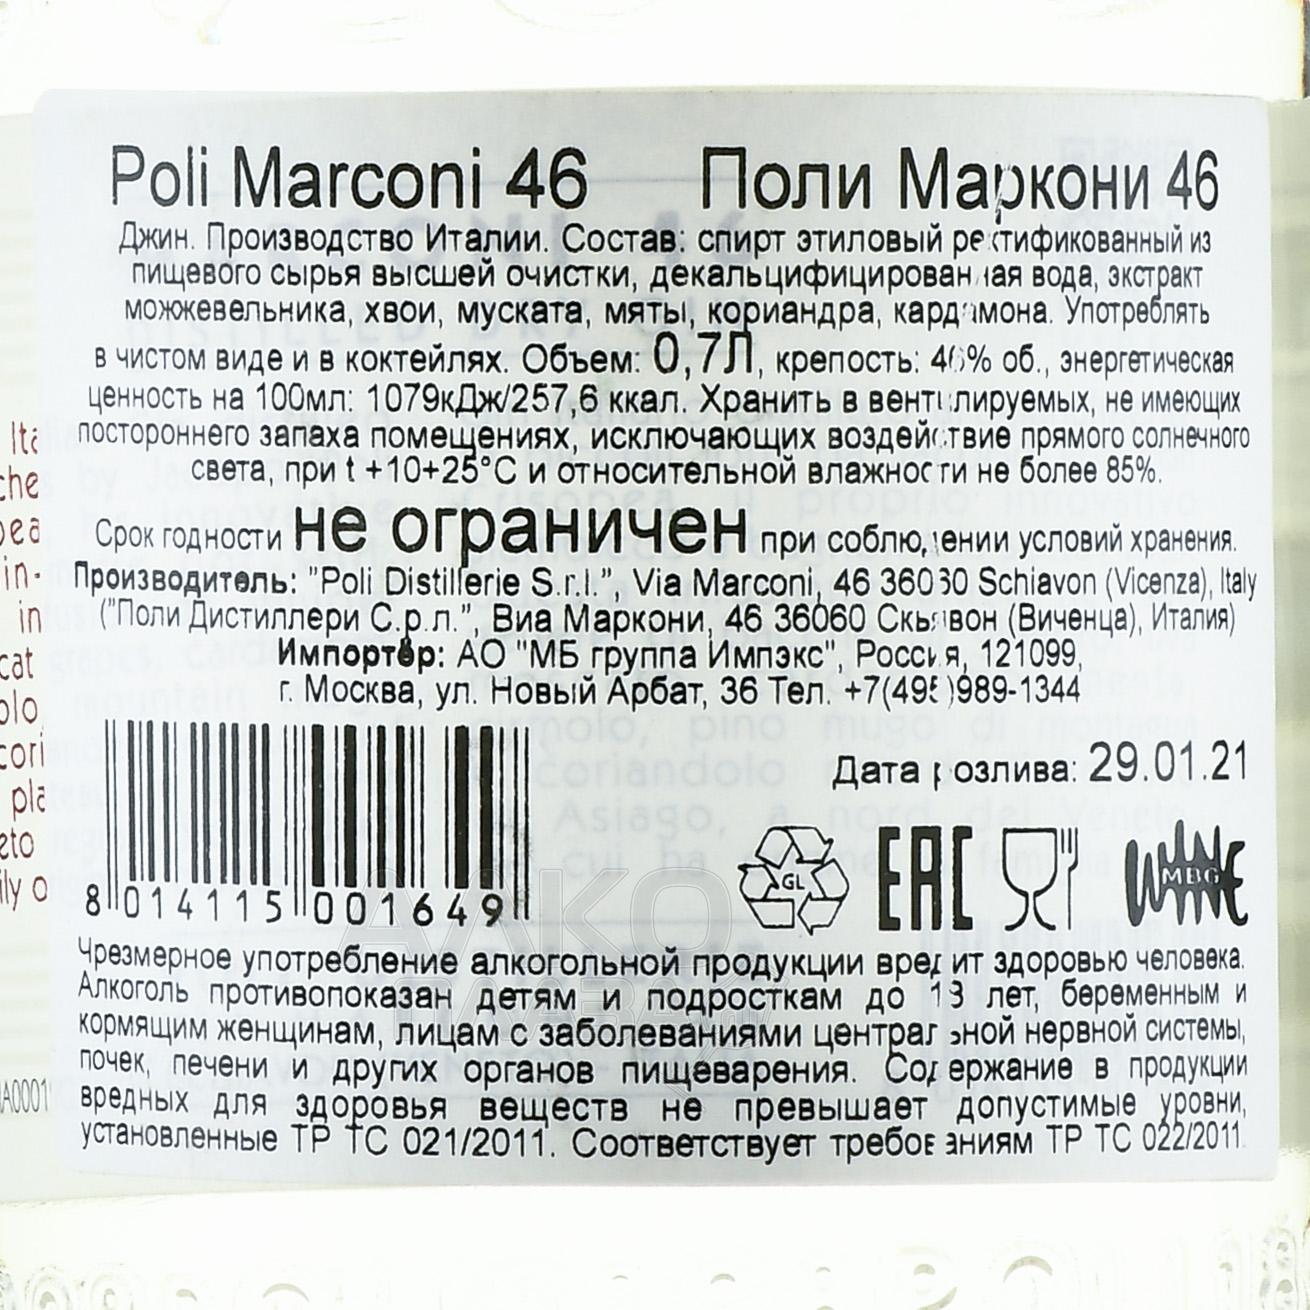 Poli Marconi 46 Поли Маркони 46
Джин. Производство Италии. Состав: спирт этиловый ректификованный из
пищевого сырья высшей очистки, декальцифицированная вода, экстракт
можжевельника, хвои, муската, мяты, кориандра, кардамона. Употреблять
в чистом виде и в коктейлях. Объем: 0,7Л, крепость: 46% об., энергетическая
ценность на 100мл: 1079кДж/257,6 ккал. Хранить в вентилируемых, не имеющих
постороннего запаха помещениях, исключающих воздействие прямого солнечного
света, при t +10+25°C и относительной влажности не более 85%.
Срок годности не ограничен при соблюдении условий хранения.
Производитель: "Poli Distillerie S.r.l.", Via Marconi, 46 36030 Schiavon (Vicenza), Italy
("Поли Дистиллери С.р.л.", Виа Маркони, 46 36060 Скьявон (Виченца), Италия)
Импортёр: АО "МБ группа Импэкс", Россия, 121099,
г. Москва, ул. Новый Арбат, 36 Тел. +7(495)989-1344
Дата розлива: 29.01.21
GL EAC WINE MBG
8 014115 001649
Чрезмерное употребление алкогольной продукции вредит здоровью человека.
Алкоголь противопоказан детям и подросткам до 18 лет, беременным и
кормящим женщинам, лицам с заболеваниями центральной нервной системы,
почек, печени и других органов пищеварения. Содержание в продукции
вредных для здоровья веществ не превышает допустимые уровни,
установленные ТР ТС 021/2011. Соответствует требованиям ТР ТС 022/2011.